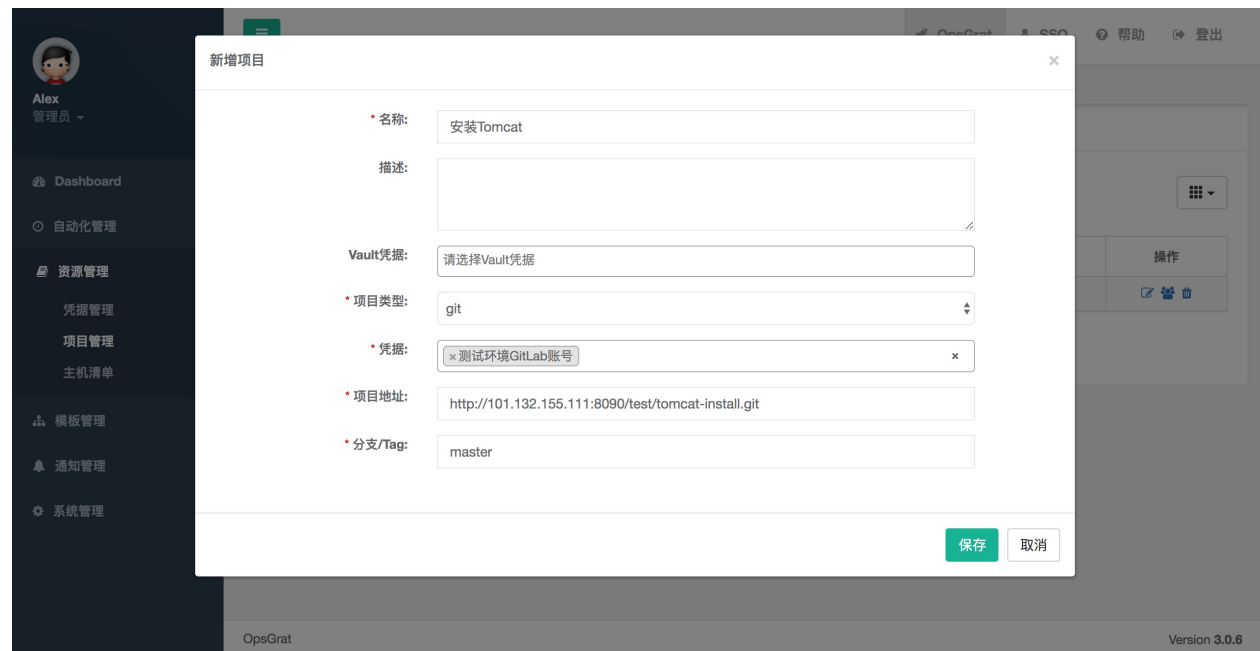 OpsGrat
SSO
帮助
登出
Alex
管理员
Dashboard
自动化管理
资源管理
凭据管理
项目管理
主机清单
模板管理
通知管理
系统管理
新增项目
×
* 名称:
安装Tomcat
描述:
Vault凭据:
请选择Vault凭据
* 项目类型:
git
* 凭据:
×测试环境GitLab账号
×
* 项目地址:
http://101.132.155.111:8090/test/tomcat-install.git
* 分支/Tag:
master
保存
取消
操作
OpsGrat
Version 3.0.6